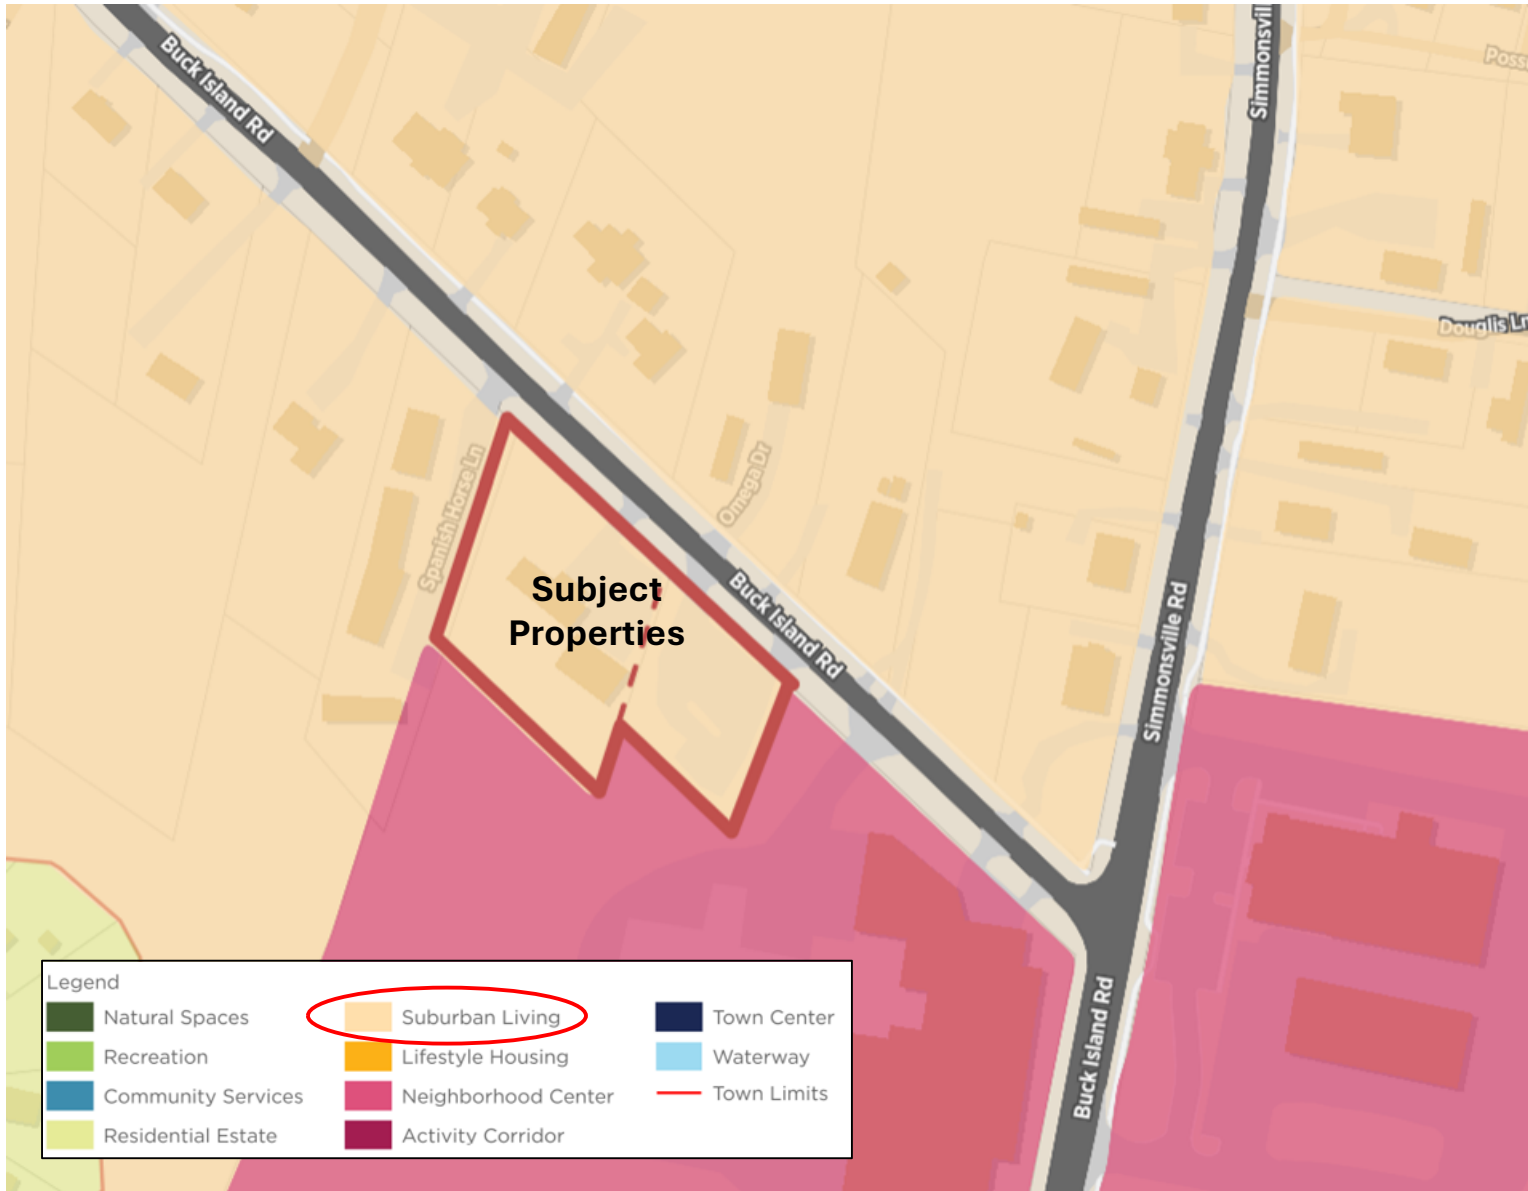 Buck Island Rd
Simmonsvil
Poss
Douglis Ln
Spanish Horse Ln
Omega Dr
Subject
Properties
Buck Island Rd
Simmonsville Rd
Buck Island Rd
Legend
Natural Spaces
Recreation
Community Services
Residential Estate
Suburban Living
Lifestyle Housing
Neighborhood Center
Activity Corridor
Town Center
Waterway
Town Limits